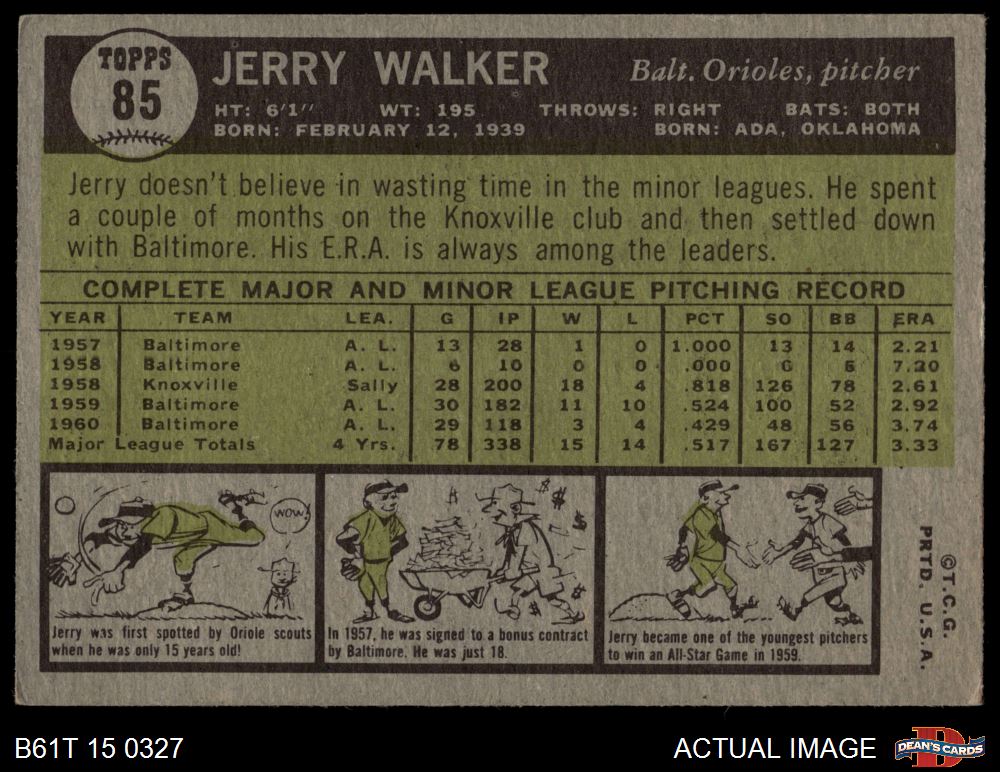 TOPPS
85
JERRY WALKER
Balt. Orioles, pitcher
HT: 6'1" WT: 195 THROWS: RIGHT BATS: BOTH
BORN: FEBRUARY 12, 1939 BORN: ADA, OKLAHOMA
Jerry doesn't believe in wasting time in the minor leagues. He spent
a couple of months on the Knoxville club and then settled down
with Baltimore. His E.R.A. is always among the leaders.
COMPLETE MAJOR AND MINOR LEAGUE PITCHING RECORD
YEAR TEAM LEA. G IP W L PCT SO BB ERA
1957 Baltimore A. L. 13 28 1 0 1.000 13 14 2.21
1958 Baltimore A. L. 6 10 0 0 .000 6 5 7.20
1958 Knoxville Sally 28 200 18 4 .818 126 78 2.61
1959 Baltimore A. L. 30 182 11 10 .524 100 52 2.92
1960 Baltimore A. L. 29 118 3 4 .429 48 56 3.74
Major League Totals 4 Yrs. 78 338 15 14 .517 167 127 3.33
WOW!
Jerry was first spotted by Oriole scouts
when he was only 15 years old!
$ $ $ $ $ $ $
In 1957, he was signed to a bonus contract
by Baltimore. He was just 18.
Jerry became one of the youngest pitchers
to win an All-Star Game in 1959.
©T.C.G.
PRTD. U.S.A.
B61T 15 0327
ACTUAL IMAGE
D
DEAN'S CARDS